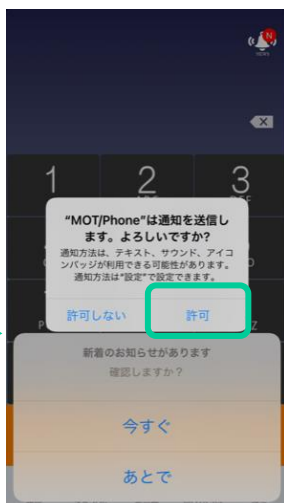 N
NEWS
1
2
3
"MOT/Phone"は通知を送信し
ます。よろしいですか?
通知方法は、テキスト、サウンド、アイコ
ンバッジが利用できる可能性があります。
通知方法は"設定"で設定できます。
許可しない
許可
P
Z
新着のお知らせがあります
確認しますか？
今すぐ
あとで